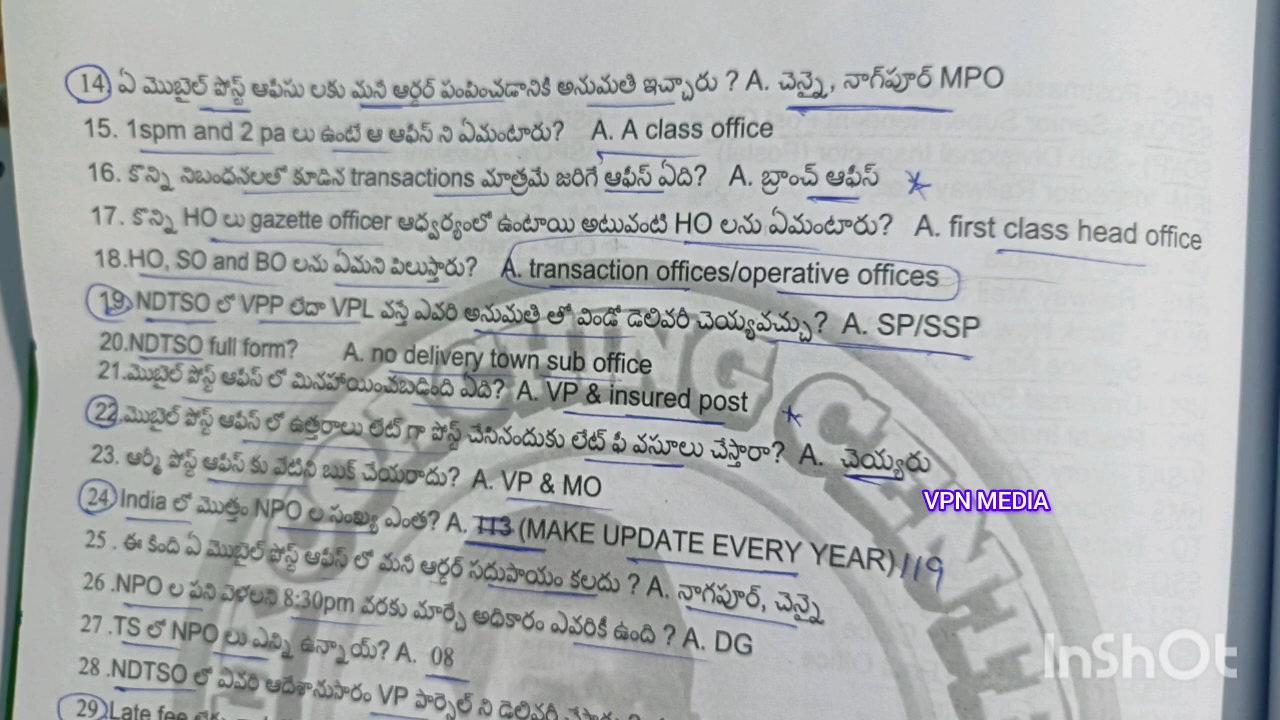 14. ఏ మొబైల్ పోస్ట్ ఆఫీసు లకు మని ఆర్డర్ పంపించడానికి అనుమతి ఇచ్చారు ? A. చెన్నై, నాగ్‌పూర్ MPO
15. 1spm and 2 pa లు ఉంటే ఆ ఆఫీస్ ని ఏమంటారు? A. A class office
16. కొన్ని నిబంధనలలతో కూడిన transactions మాత్రమే జరిగే ఆఫీస్ ఏది? A. బ్రాంచ్ ఆఫీస్
17. కొన్ని HO లు gazette officer ఆధ్వర్యంలో ఉంటాయి అటువంటి HO లను ఏమంటారు? A. first class head office
18.HO, SO and BO లను ఏమని పిలుస్తారు? A. transaction offices/operative offices
19. NDTSO లో VPP లేదా VPL వస్తే ఎవరి అనుమతి తో విండో డెలివరీ చెయ్యవచ్చు? A. SP/SSP
20.NDTSO full form? A. no delivery town sub office
21.మొబైల్ పోస్ట్ ఆఫీస్ లో మినహాయించబడింది ఏది? A. VP & insured post
22.మొబైల్ పోస్ట్ ఆఫీస్ లో ఉత్తరాలు లేట్ గా పోస్ట్ చేసినందుకు లేట్ ఫీ వసూలు చేస్తారా? A. చెయ్యరు
23. ఆర్మీ పోస్ట్ ఆఫీస్ కు వేటిని బుక్ చేయరాదు? A. VP & MO
VPN MEDIA
24. India లో మొత్తం NPO ల సంఖ్య ఎంత? A. 113 (MAKE UPDATE EVERY YEAR) 119
25 . ఈ కింది ఏ మొబైల్ పోస్ట్ ఆఫీస్ లో మనీ ఆర్డర్ సదుపాయం కలదు ? A. నాగపూర్, చెన్నై
26 .NPO ల పని వెళలని 8:30pm వరకు మార్చే అధికారం ఎవరికి ఉంది ? A. DG
27 .TS లో NPO లు ఎన్ని ఉన్నాయ్? A. 08
28 .NDTSO లో ఎవరి ఆదేశానుసారం VP పార్సెల్ ని డెలివరీ
29.Late fee
InShOt